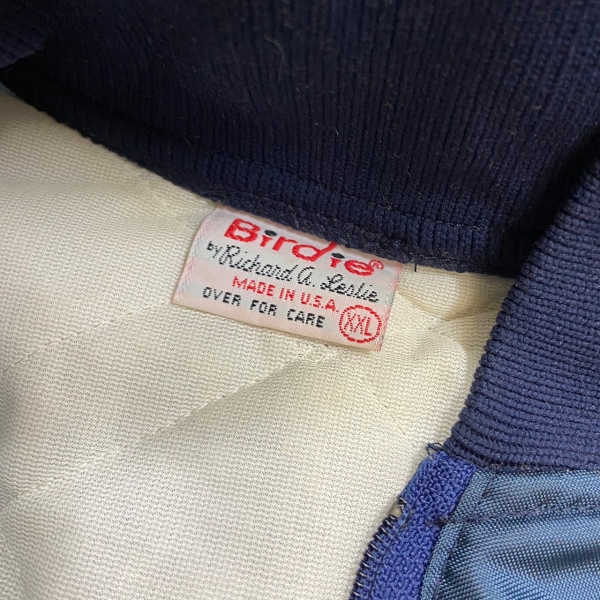 Birdie®
by Richard A. Leslie
MADE IN U.S.A.
OVER FOR CARE XXL